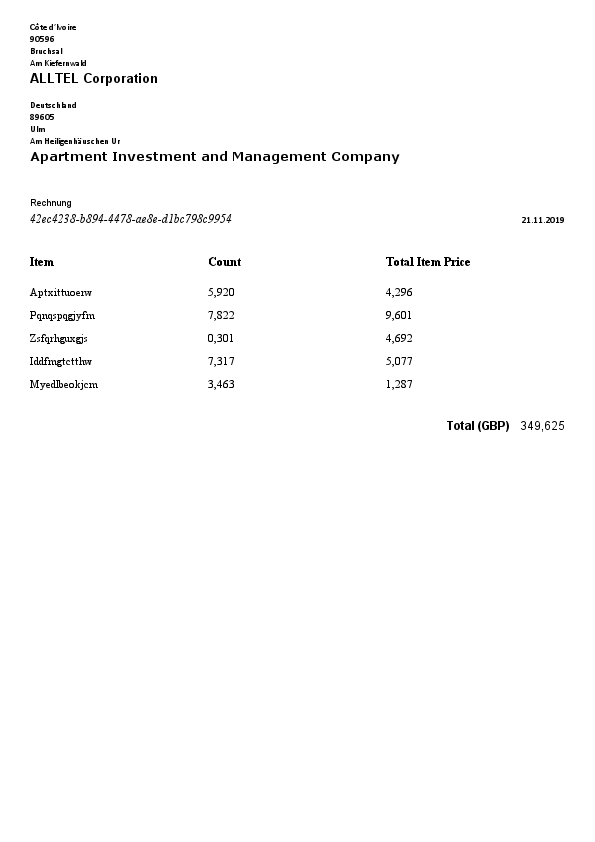 Côte d'Ivoire
90596
Bruchsal
Am Kiefernwald
ALLTEL Corporation
Deutschland
89605
Ulm
Am Heiligenhäuschen Ur
Apartment Investment and Management Company
Rechnung
42ec4238-b894-4478-ae8e-d1bc798c9954 21.11.2019
Item Count Total Item Price
Aptxittuoerw 5,920 4,296
Pqnqspqgjyfm 7,822 9,601
Zsfqrhguxgjs 0,301 4,692
Iddfmgtctthw 7,317 5,077
Myedlbeokjcm 3,463 1,287
Total (GBP) 349,625